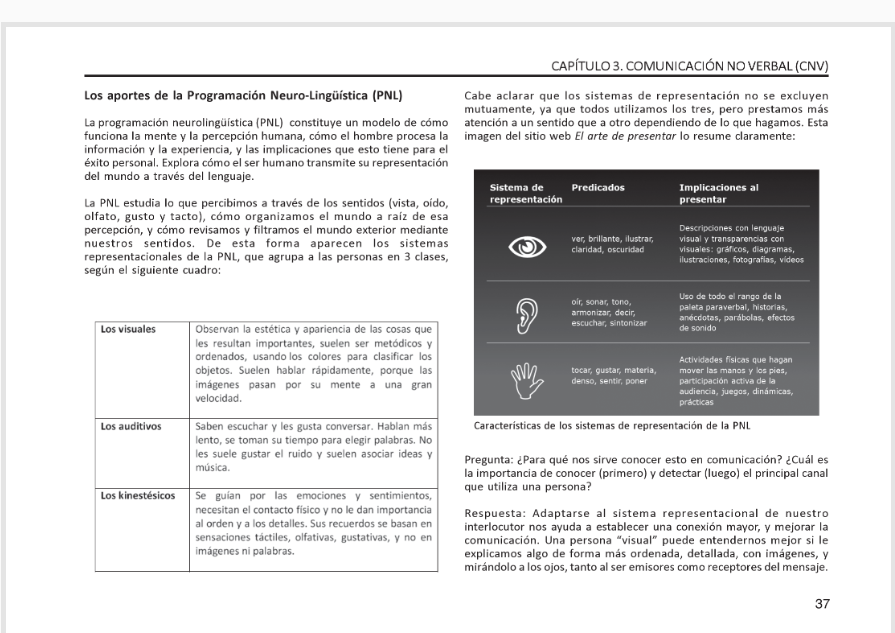 CAPÍTULO 3. COMUNICACIÓN NO VERBAL (CNV)
Los aportes de la Programación Neuro-Lingüística (PNL)
La programación neurolingüística (PNL) constituye un modelo de cómo
funciona la mente y la percepción humana, cómo el hombre procesa la
información y la experiencia, y las implicaciones que esto tiene para el
éxito personal. Explora cómo el ser humano transmite su representación
del mundo a través del lenguaje.
La PNL estudia lo que percibimos a través de los sentidos (vista, oído,
olfato, gusto y tacto), cómo organizamos el mundo a raíz de esa
percepción, y cómo revisamos y filtramos el mundo exterior mediante
nuestros sentidos. De esta forma aparecen los sistemas
representacionales de la PNL, que agrupa a las personas en 3 clases,
según el siguiente cuadro:
Los visuales
Observan la estética y apariencia de las cosas que
les resultan importantes, suelen ser metódicos y
ordenados, usando los colores para clasificar los
objetos. Suelen hablar rápidamente, porque las
imágenes pasan por su mente a una gran
velocidad.
Los auditivos
Saben escuchar y les gusta conversar. Hablan más
lento, se toman su tiempo para elegir palabras. No
les suele gustar el ruido y suelen asociar ideas y
música.
Los kinestésicos
Se guían por las emociones y sentimientos,
necesitan el contacto físico y no le dan importancia
al orden y a los detalles. Sus recuerdos se basan en
sensaciones táctiles, olfativas, gustativas, y no en
imágenes ni palabras.
Cabe aclarar que los sistemas de representación no se excluyen
mutuamente, ya que todos utilizamos los tres, pero prestamos más
atención a un sentido que a otro dependiendo de lo que hagamos. Esta
imagen del sitio web El arte de presentar lo resume claramente:
Sistema de
representación
Predicados
Implicaciones al
presentar
ver, brillante, ilustrar,
claridad, oscuridad
Descripciones con lenguaje
visual y transparencias con
visuales: gráficos, diagramas,
ilustraciones, fotografías, vídeos
oír, sonar, tono,
armonizar, decir,
escuchar, sintonizar
Uso de todo el rango de la
paleta paraverbal, historias,
anécdotas, parábolas, efectos
de sonido
tocar, gustar, materia,
denso, sentir, poner
Actividades físicas que hagan
mover las manos y los pies,
participación activa de la
audiencia, juegos, dinámicas,
prácticas
Características de los sistemas de representación de la PNL
Pregunta: ¿Para qué nos sirve conocer esto en comunicación? ¿Cuál es
la importancia de conocer (primero) y detectar (luego) el principal canal
que utiliza una persona?
Respuesta: Adaptarse al sistema representacional de nuestro
interlocutor nos ayuda a establecer una conexión mayor, y mejorar la
comunicación. Una persona “visual” puede entendernos mejor si le
explicamos algo de forma más ordenada, detallada, con imágenes, y
mirándolo a los ojos, tanto al ser emisores como receptores del mensaje.
37